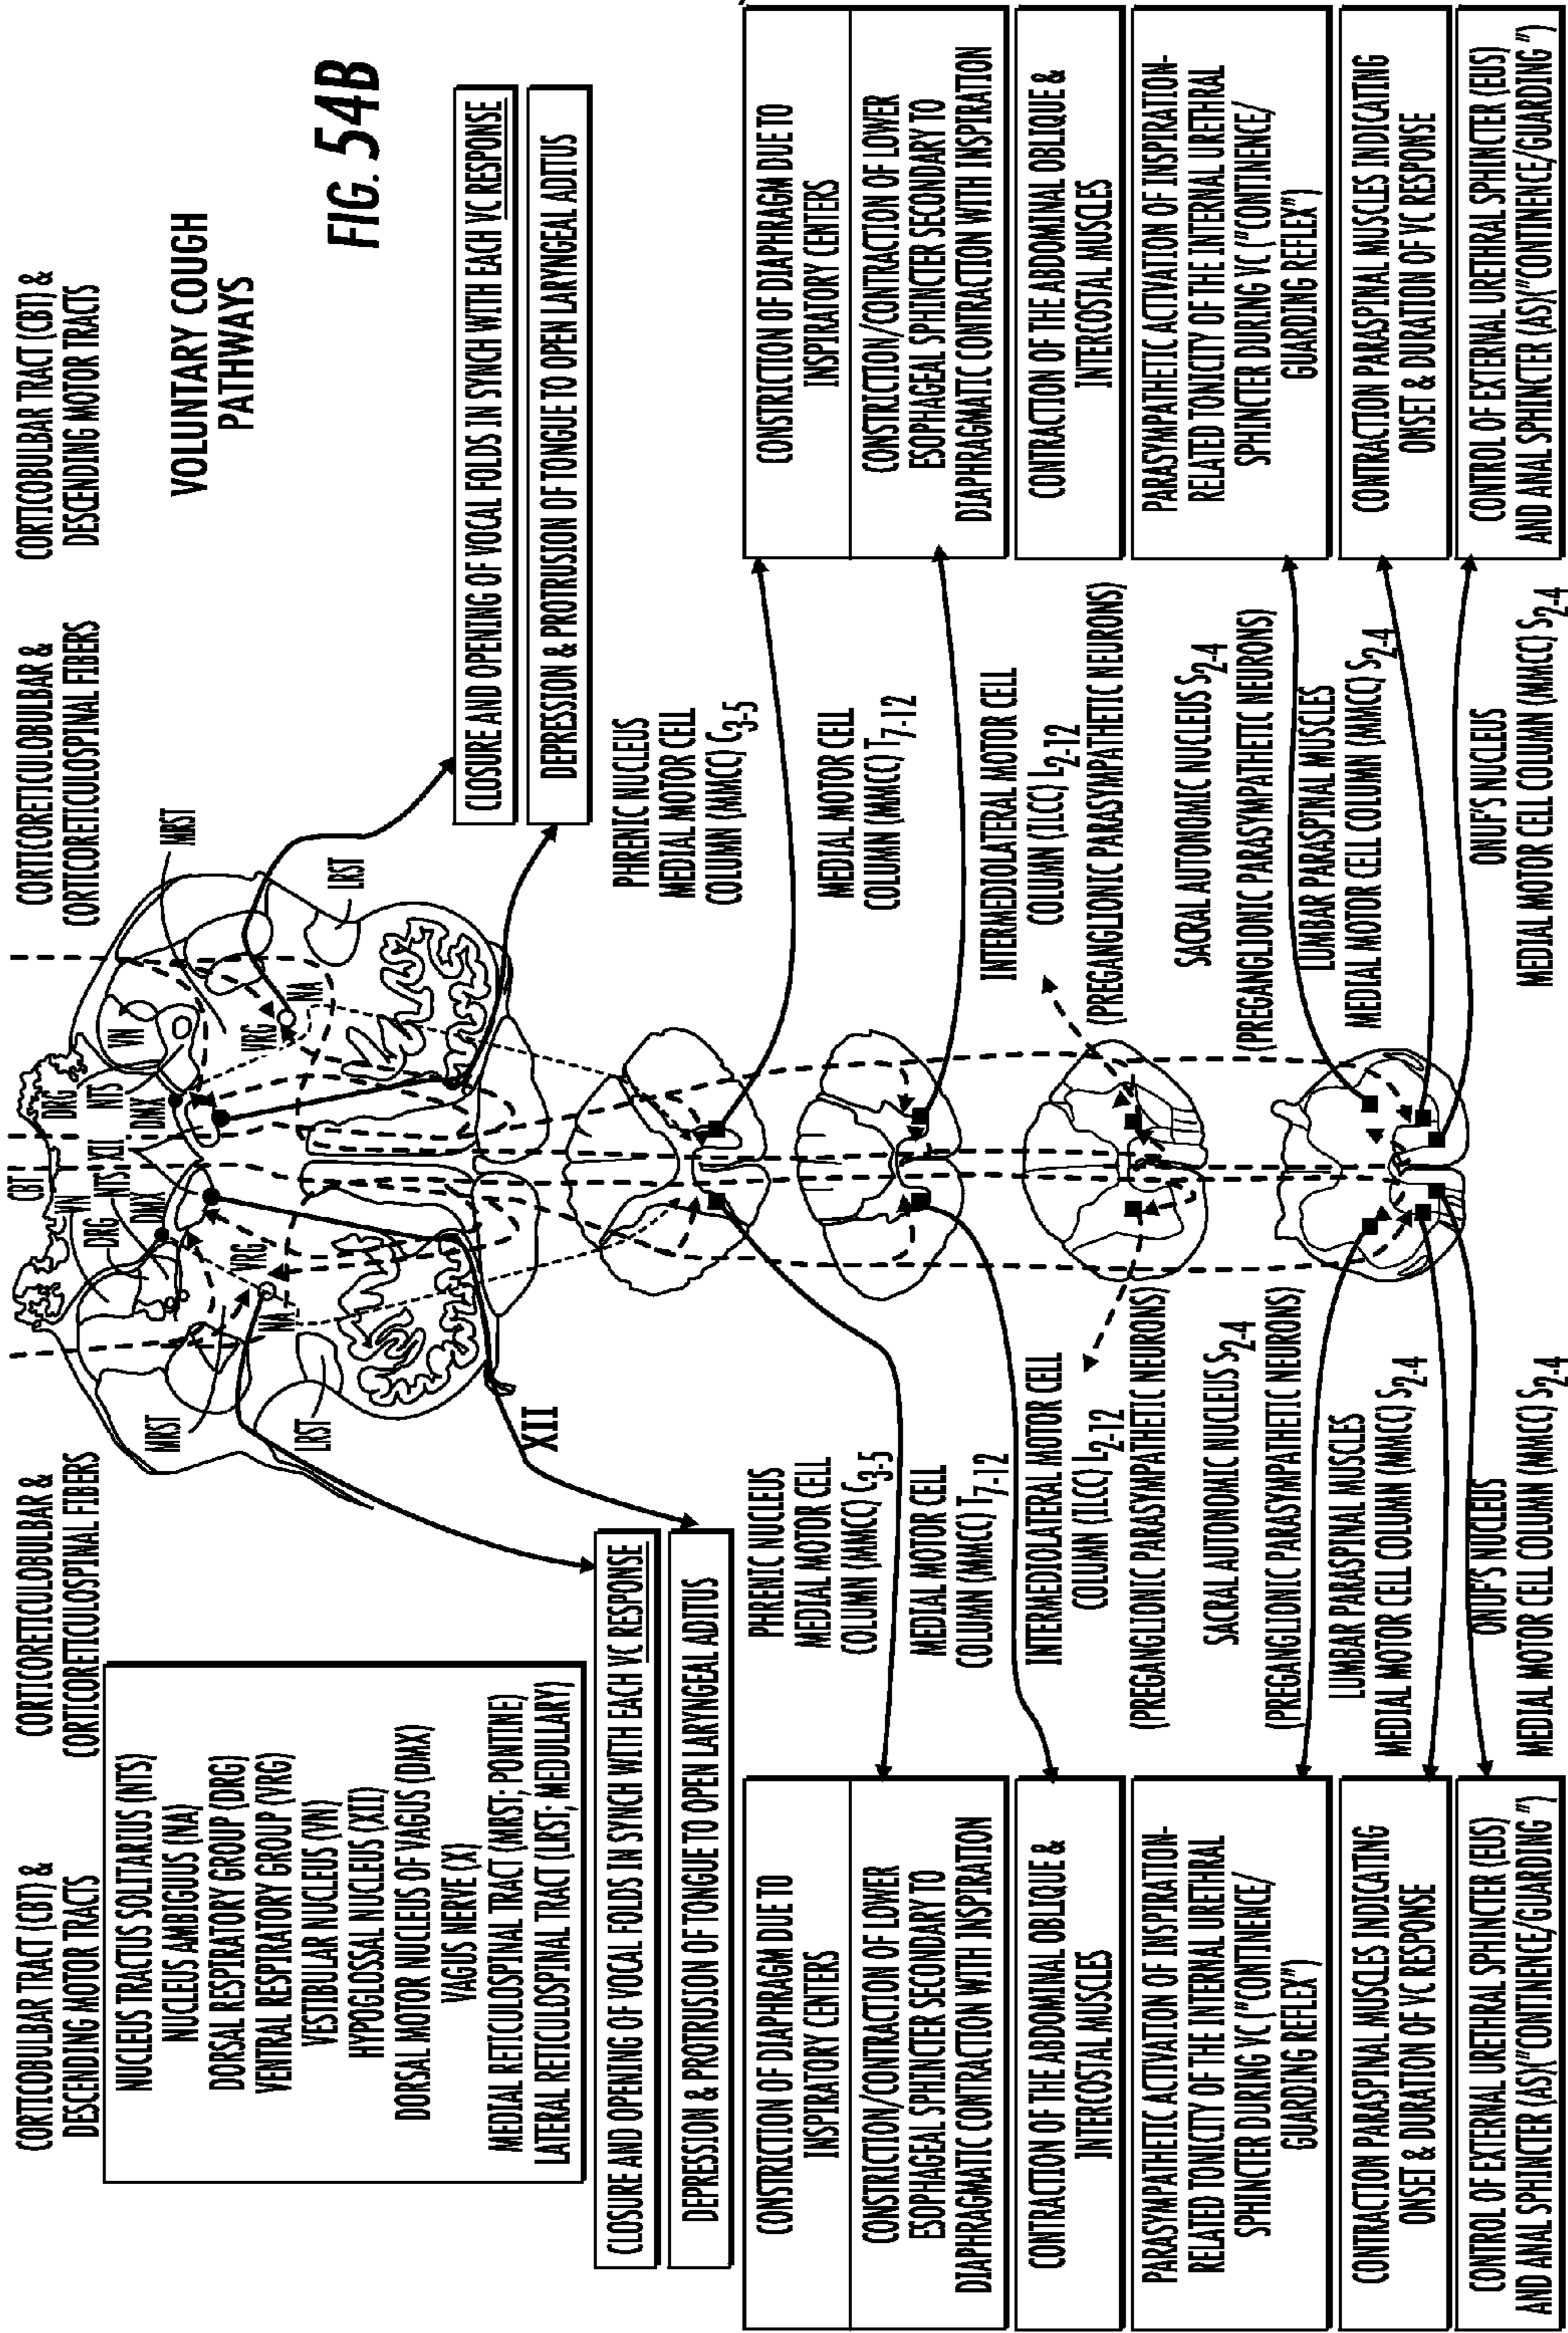 CORTICOBULBAR TRACT (CBT) &
DESCENDING MOTOR TRACTS
CORTICORETICULOBULBAR &
CORTICORETICULOSPINAL FIBERS
CORTICORETICULOBULBAR &
CORTICORETICULOSPINAL FIBERS
CORTICOBULBAR TRACT (CBT) &
DESCENDING MOTOR TRACTS
VOLUNTARY COUGH
PATHWAYS
FIG. 54B
NUCLEUS TRACTUS SOLITARIUS (NTS)
NUCLEUS AMBIGUUS (NA)
DORSAL RESPIRATORY GROUP (DRG)
VENTRAL RESPIRATORY GROUP (VRG)
VESTIBULAR NUCLEUS (VN)
HYPOGLOSSAL NUCLEUS (XII)
DORSAL MOTOR NUCLEUS OF VAGUS (DMX)
VAGUS NERVE (X)
MEDIAL RETICULOSPINAL TRACT (MRST; PONTINE)
LATERAL RETICULOSPINAL TRACT (LRST; MEDULLARY)
CBT
VN
DRG
NTS
XII
DMX
VRG
NA
MRST
LRST
XII
DRG
NTS
DMX
VN
VRG
NA
MRST
LRST
CLOSURE AND OPENING OF VOCAL FOLDS IN SYNCH WITH EACH VC RESPONSE
DEPRESSION & PROTRUSION OF TONGUE TO OPEN LARYNGEAL ADITUS
CLOSURE AND OPENING OF VOCAL FOLDS IN SYNCH WITH EACH VC RESPONSE
DEPRESSION & PROTRUSION OF TONGUE TO OPEN LARYNGEAL ADITUS
CONSTRICTION OF DIAPHRAGM DUE TO
INSPIRATORY CENTERS
CONSTRICTION/CONTRACTION OF LOWER
ESOPHAGEAL SPHINCTER SECONDARY TO
DIAPHRAGMATIC CONTRACTION WITH INSPIRATON
CONTRACTION OF THE ABDOMINAL OBLIQUE &
INTERCOSTAL MUSCLES
PARASYMPATHETIC ACTIVATION OF INSPIRATION-
RELATED TONICITY OF THE INTERNAL URETHRAL
SPHINCTER DURING VC ("CONTINENCE/
GUARDING REFLEX")
CONTRACTION PARASPINAL MUSCLES INDICATING
ONSET & DURATION OF VC RESPONSE
CONTROL OF EXTERNAL URETHRAL SPHINCTER (EUS)
AND ANAL SPHINCTER (AS)("CONTINENCE/GUARDING ")
PHRENIC NUCLEUS
MEDIAL MOTOR CELL
COLUMN (MMCC) C3-5
MEDIAL MOTOR CELL
COLUMN (MMCC) T7-12
INTERMEDIOLATERAL MOTOR CELL
COLUMN (ILCC) L2-12
(PREGANGLIONIC PARASYMPATHETIC NEURONS)
SACRAL AUTONOMIC NUCLEUS S2-4
(PREGANGLIONIC PARASYMPATHETIC NEURONS)
LUMBAR PARASPINAL MUSCLES
MEDIAL MOTOR CELL COLUMN (MMCC) S2-4
ONUF'S NUCLEUS
MEDIAL MOTOR CELL COLUMN (MMCC) S2-4
PHRENIC NUCLEUS
MEDIAL MOTOR CELL
COLUMN (MMCC) C3-5
MEDIAL MOTOR CELL
COLUMN (MMCC) T7-12
INTERMEDIOLATERAL MOTOR CELL
COLUMN (ILCC) L2-12
(PREGANGLIONIC PARASYMPATHETIC NEURONS)
SACRAL AUTONOMIC NUCLEUS S2-4
(PREGANGLIONIC PARASYMPATHETIC NEURONS)
LUMBAR PARASPINAL MUSCLES
MEDIAL MOTOR CELL COLUMN (MMCC) S2-4
ONUF'S NUCLEUS
MEDIAL MOTOR CELL COLUMN (MMCC) S2-4
CONSTRICTION OF DIAPHRAGM DUE TO
INSPIRATORY CENTERS
CONSTRICTION/CONTRACTION OF LOWER
ESOPHAGEAL SPHINCTER SECONDARY TO
DIAPHRAGMATIC CONTRACTION WITH INSPIRATION
CONTRACTION OF THE ABDOMINAL OBLIQUE &
INTERCOSTAL MUSCLES
PARASYMPATHETIC ACTIVATION OF INSPIRATION-
RELATED TONICITY OF THE INTERNAL URETHRAL
SPHINCTER DURING VC ("CONTINENCE/
GUARDING REFLEX")
CONTRACTION PARASPINAL MUSCLES INDICATING
ONSET & DURATION OF VC RESPONSE
CONTROL OF EXTERNAL URETHRAL SPHINCTER (EUS)
AND ANAL SPHINCTER (AS)("CONTINENCE/GUARDING ")